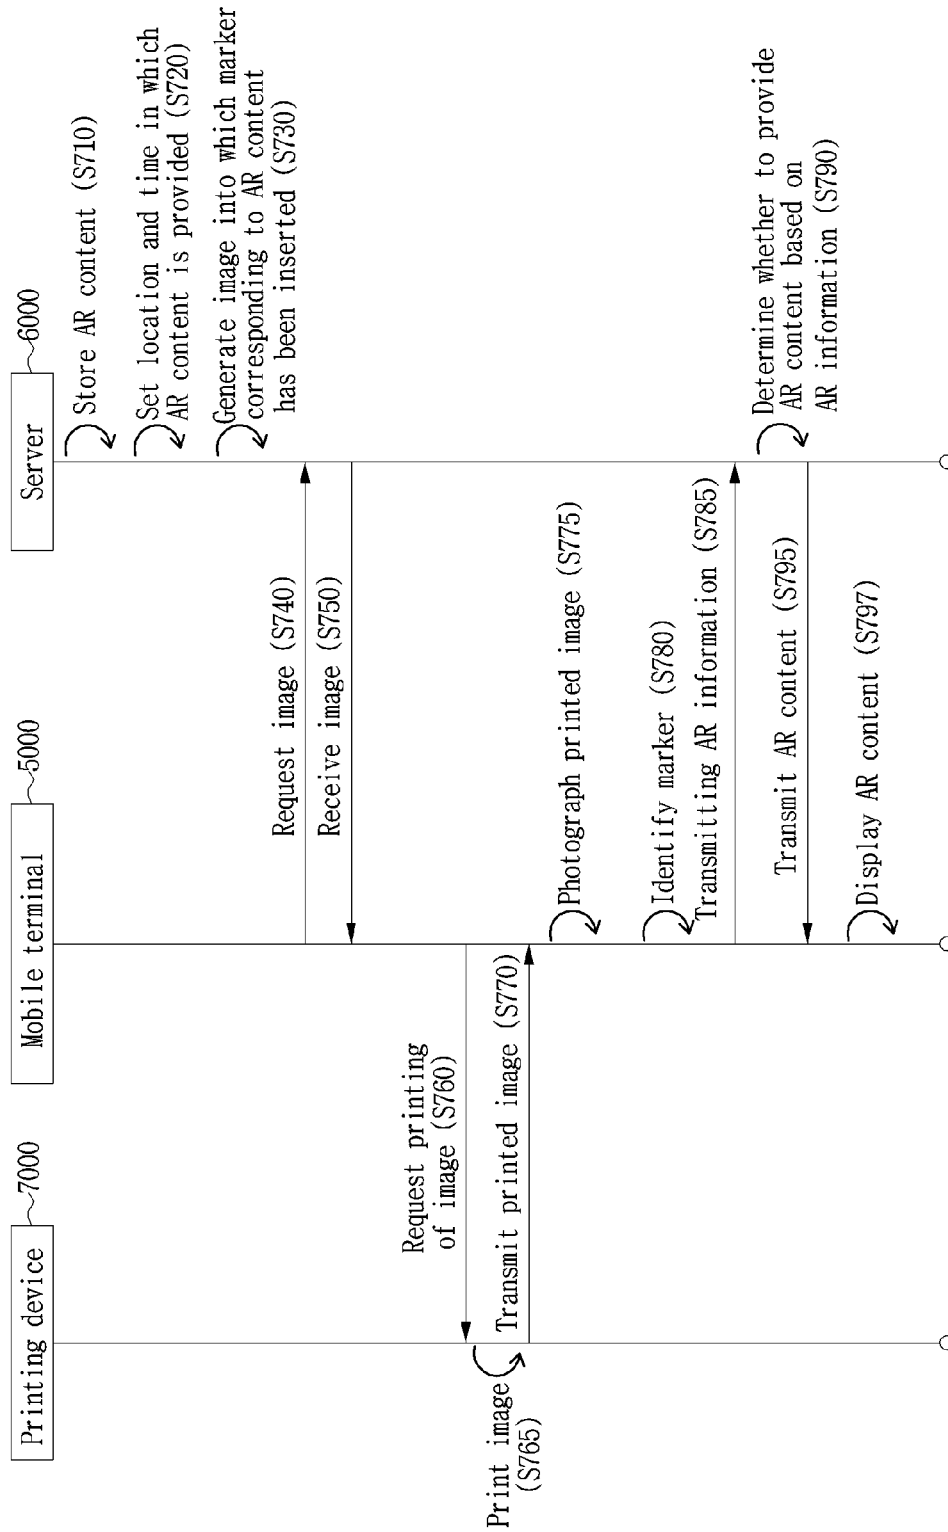 Printing device
7000
Mobile terminal
5000
Server
6000
Store AR content (S710)
Set location and time in which
AR content is provided (S720)
Generate image into which marker
corresponding to AR content
has been inserted (S730)
Request image (S740)
Receive image (S750)
Request printing
of image (S760)
Print image
(S765)
Transmit printed image (S770)
Photograph printed image (S775)
Identify marker (S780)
Transmitting AR information (S785)
Determine whether to provide
AR content based on
AR information (S790)
Transmit AR content (S795)
Display AR content (S797)